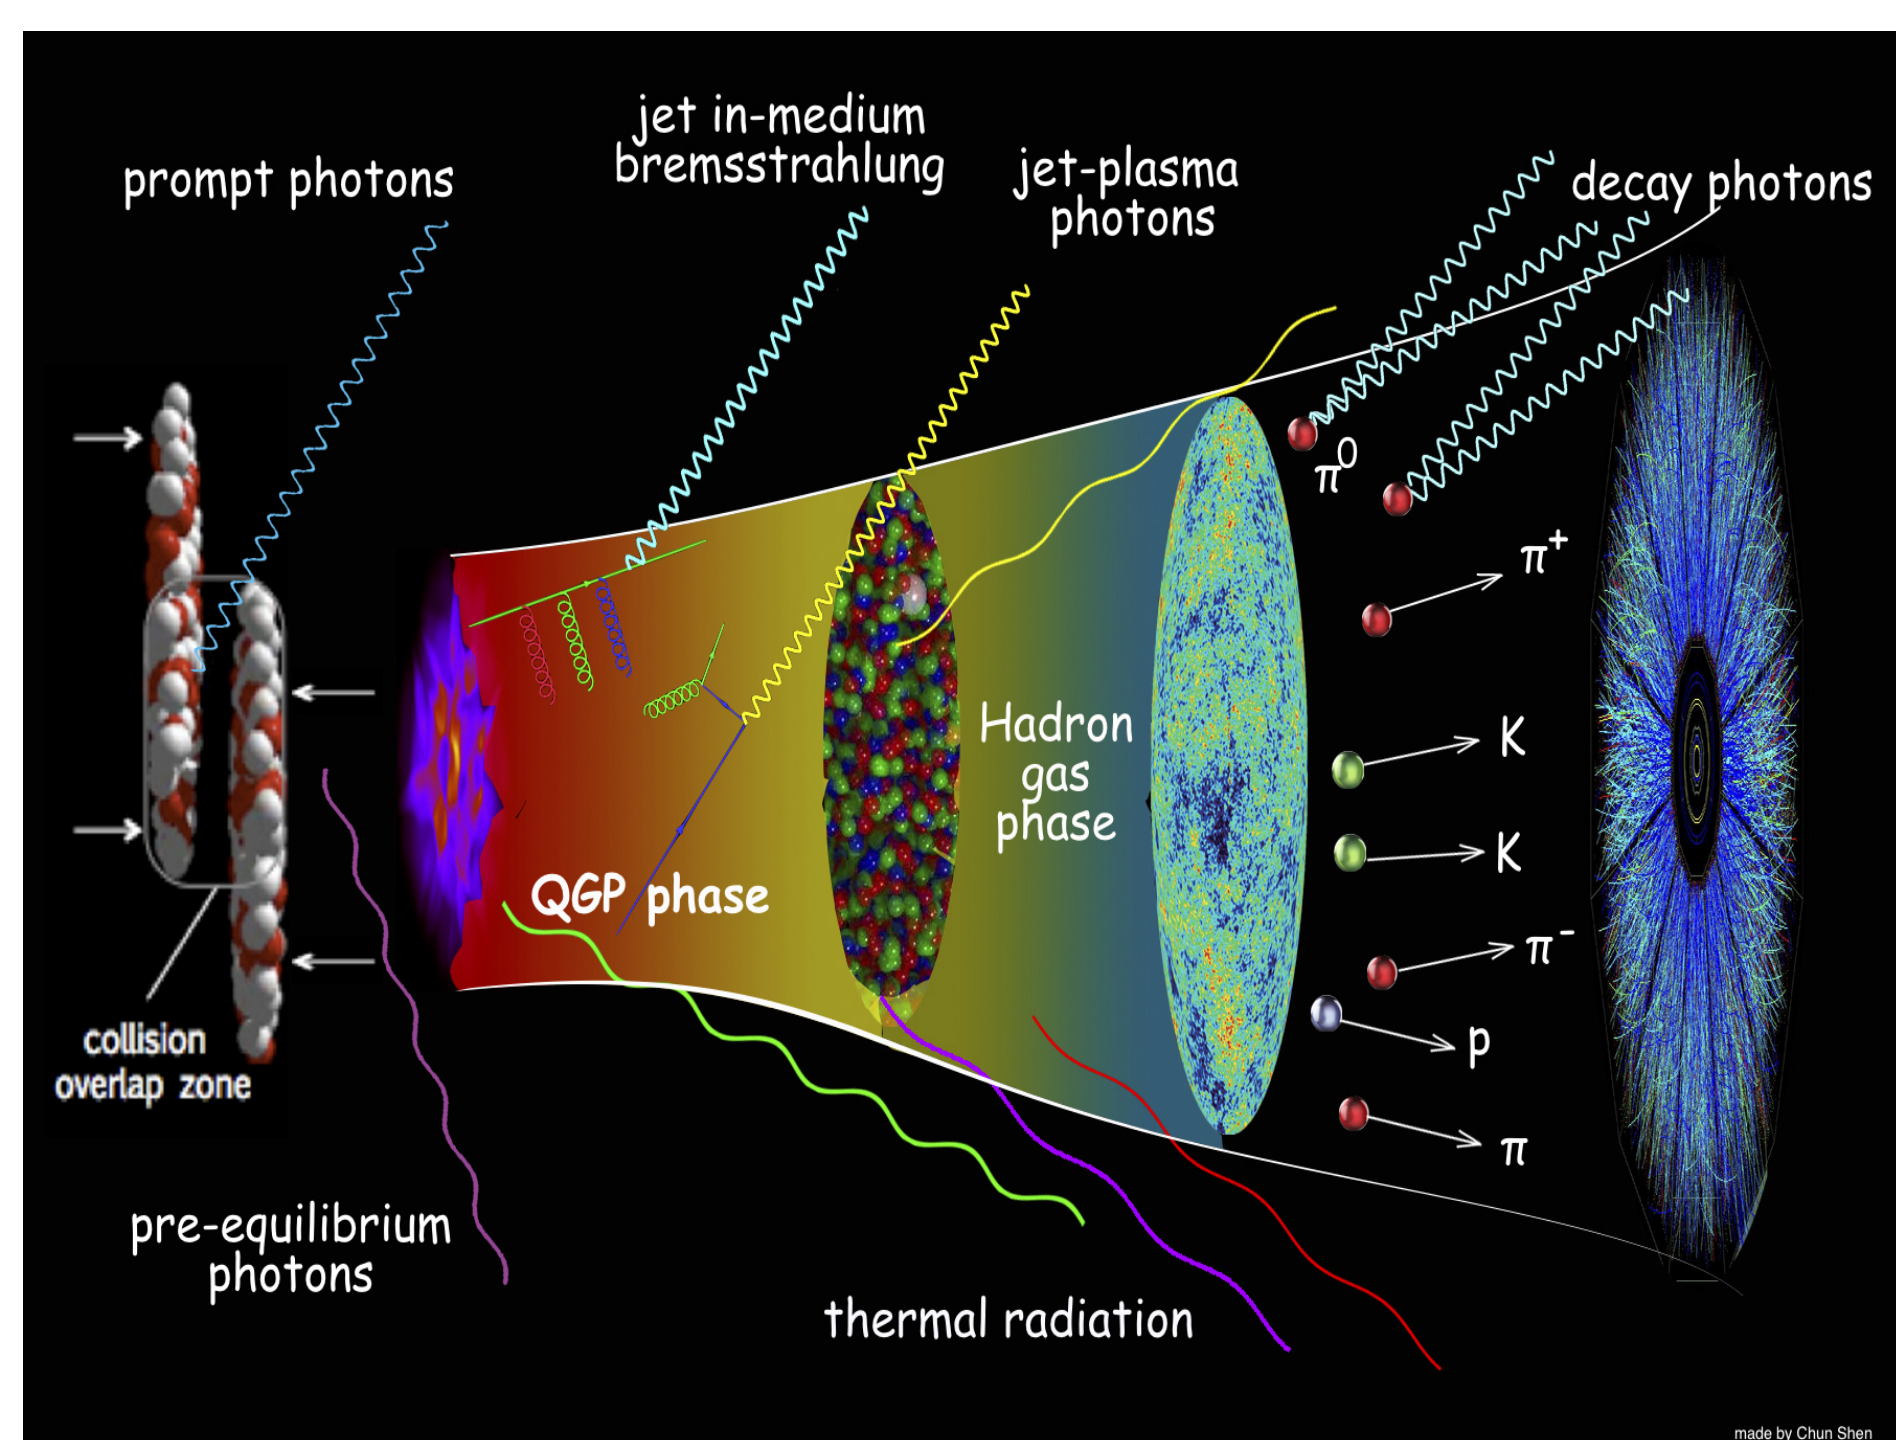 jet in-medium
bremsstrahlung
prompt photons
jet-plasma
photons
decay photons
π⁰
π⁺
K
Hadron
gas
phase
K
QGP phase
π⁻
p
π
collision
overlap zone
pre-equilibrium
photons
thermal radiation
made by Chun Shen